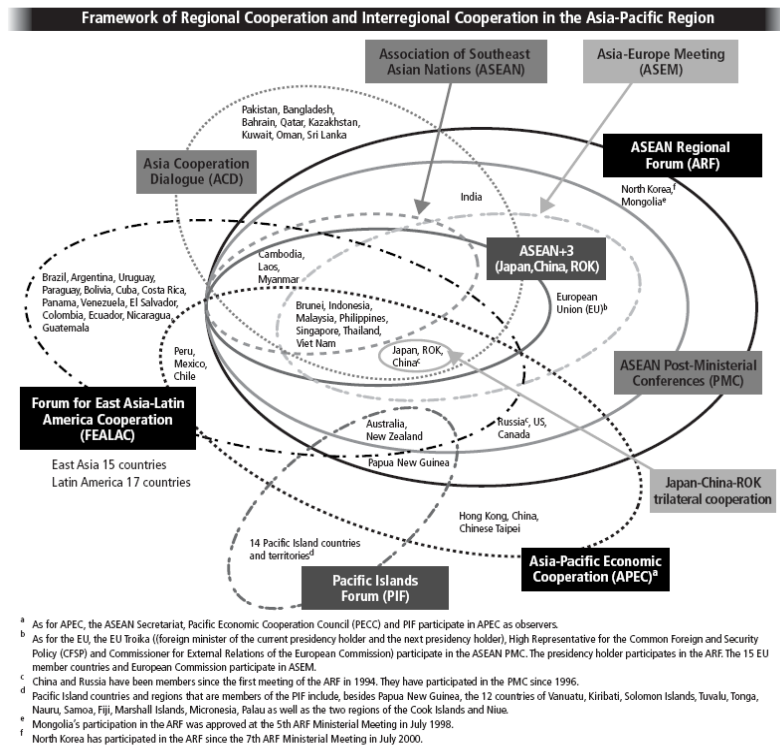 Framework of Regional Cooperation and Interregional Cooperation in the Asia-Pacific Region
Association of Southeast
Asian Nations (ASEAN)
Asia-Europe Meeting
(ASEM)
Pakistan, Bangladesh,
Bahrain, Qatar, Kazakhstan,
Kuwait, Oman, Sri Lanka
ASEAN Regional
Forum (ARF)
Asia Cooperation
Dialogue (ACD)
India
North Korea,f
Mongoliae
ASEAN+3
(Japan,China, ROK)
Cambodia,
Laos,
Myanmar
Brazil, Argentina, Uruguay,
Paraguay, Bolivia, Cuba, Costa Rica,
Panama, Venezuela, El Salvador,
Colombia, Ecuador, Nicaragua,
Guatemala
European
Union (EU)b
Brunei, Indonesia,
Malaysia, Philippines,
Singapore, Thailand,
Viet Nam
Japan, ROK,
Chinac
Peru,
Mexico,
Chile
ASEAN Post-Ministerial
Conferences (PMC)
Forum for East Asia-Latin
America Cooperation
(FEALAC)
Australia,
New Zealand
Russiac, US,
Canada
East Asia 15 countries
Latin America 17 countries
Papua New Guinea
Japan-China-ROK
trilateral cooperation
Hong Kong, China,
Chinese Taipei
14 Pacific Island countries
and territoriesd
Asia-Pacific Economic
Cooperation (APEC)a
Pacific Islands
Forum (PIF)
a As for APEC, the ASEAN Secretariat, Pacific Economic Cooperation Council (PECC) and PIF participate in APEC as observers.
b As for the EU, the EU Troika ((foreign minister of the current presidency holder and the next presidency holder), High Representative for the Common Foreign and Security
Policy (CFSP) and Commissioner for External Relations of the European Commission) participate in the ASEAN PMC. The presidency holder participates in the ARF. The 15 EU
member countries and European Commission participate in ASEM.
c China and Russia have been members since the first meeting of the ARF in 1994. They have participated in the PMC since 1996.
d Pacific Island countries and regions that are members of the PIF include, besides Papua New Guinea, the 12 countries of Vanuatu, Kiribati, Solomon Islands, Tuvalu, Tonga,
Nauru, Samoa, Fiji, Marshall Islands, Micronesia, Palau as well as the two regions of the Cook Islands and Niue.
e Mongolia's participation in the ARF was approved at the 5th ARF Ministerial Meeting in July 1998.
f North Korea has participated in the ARF since the 7th ARF Ministerial Meeting in July 2000.